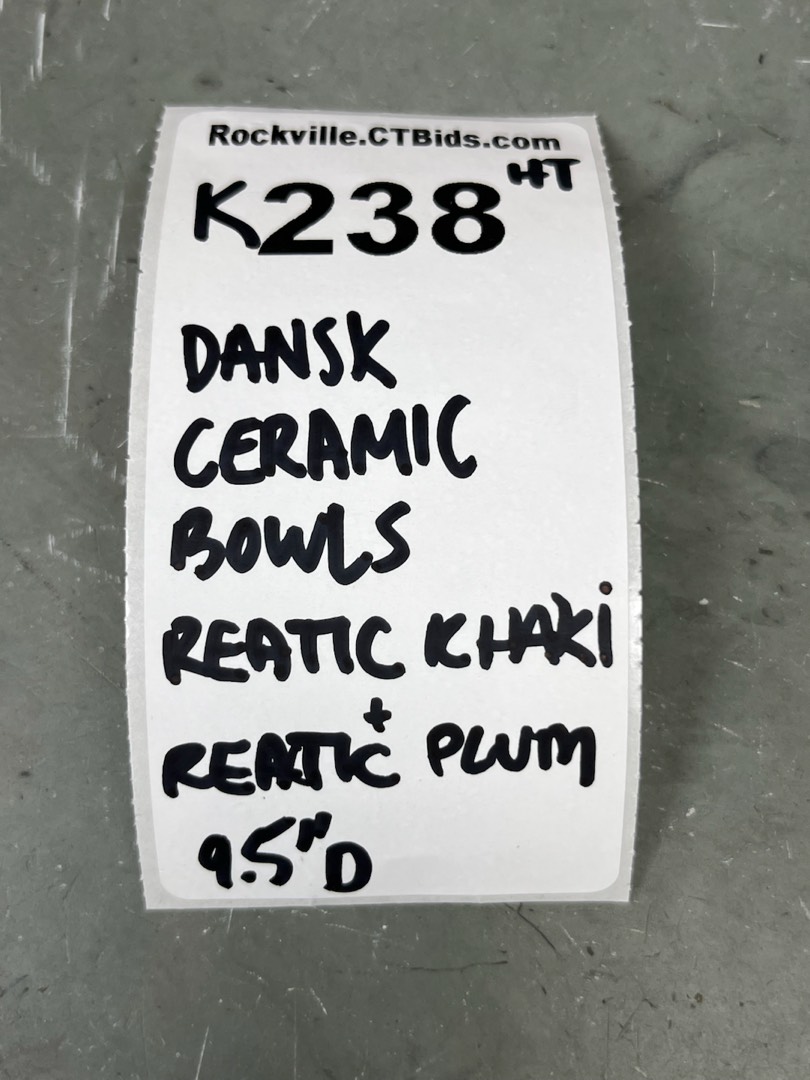 Rockville.CTBids.com
K238 HT
DANSK
CERAMIC
BOWLS
REATIC KHAKi
+
REATIC PLUM
9.5"D